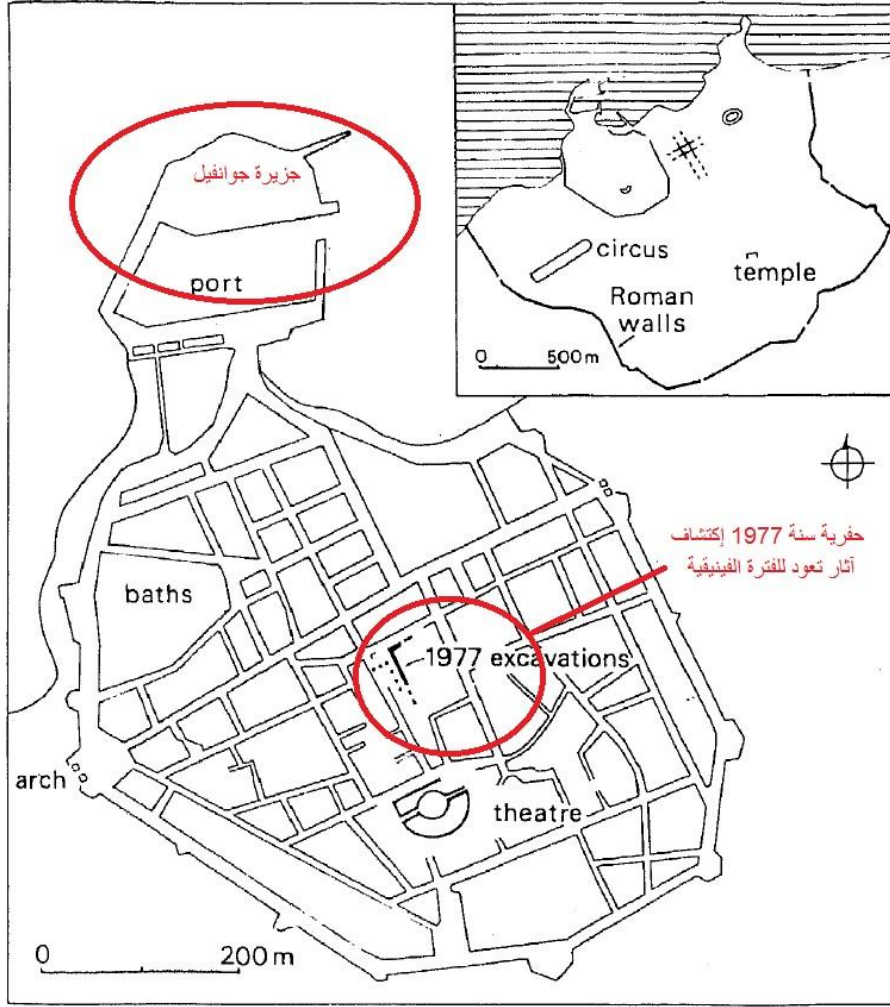 جزيرة جوانفيل
port
circus
temple
Roman
walls
0 500m
حفرية سنة 1977 إكتشاف
آثار تعود للفترة الفينيقية
baths
1977 excavations
arch
theatre
0 200m